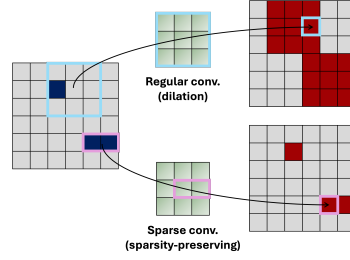 Regular conv.
(dilation)
Sparse conv.
(sparsity-preserving)